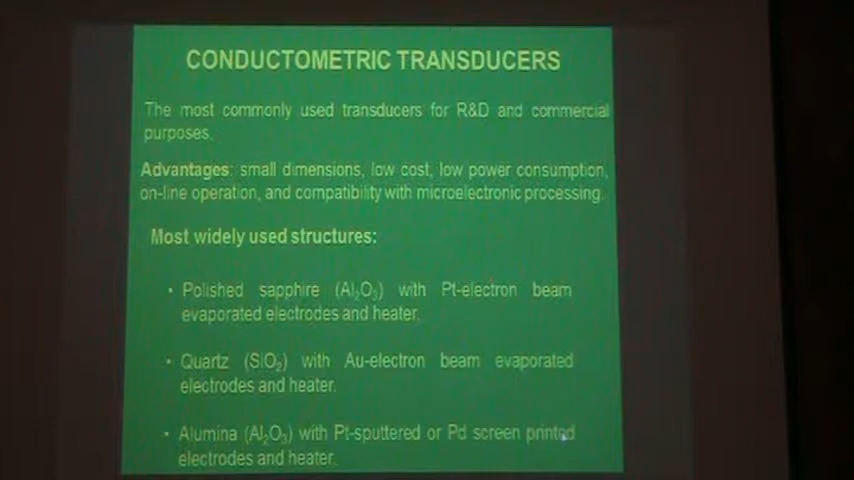 CONDUCTOMETRIC TRANSDUCERS
The most commonly used transducers for R&D and commercial
purposes.
Advantages: small dimensions, low cost, low power consumption,
on-line operation, and compatibility with microelectronic processing.
Most widely used structures:
• Polished sapphire (Al₂O₃) with Pt-electron beam
evaporated electrodes and heater.
• Quartz (SiO₂) with Au-electron beam evaporated
electrodes and heater.
• Alumina (Al₂O₃) with Pt-sputtered or Pd screen printed
electrodes and heater.